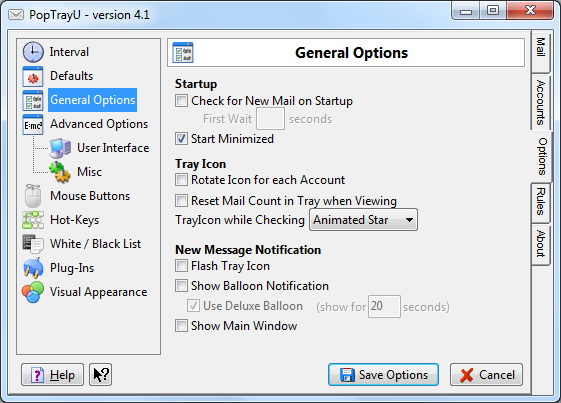 PopTrayU - version 4.1
Interval
Defaults
General Options
Advanced Options
User Interface
Misc
Mouse Buttons
Hot-Keys
White / Black List
Plug-Ins
Visual Appearance
General Options
Startup
Check for New Mail on Startup
First Wait seconds
Start Minimized
Tray Icon
Rotate Icon for each Account
Reset Mail Count in Tray when Viewing
TrayIcon while Checking Animated Star
New Message Notification
Flash Tray Icon
Show Balloon Notification
Use Deluxe Balloon (show for 20 seconds)
Show Main Window
Mail
Accounts
Options
Rules
About
Help
Save Options
Cancel